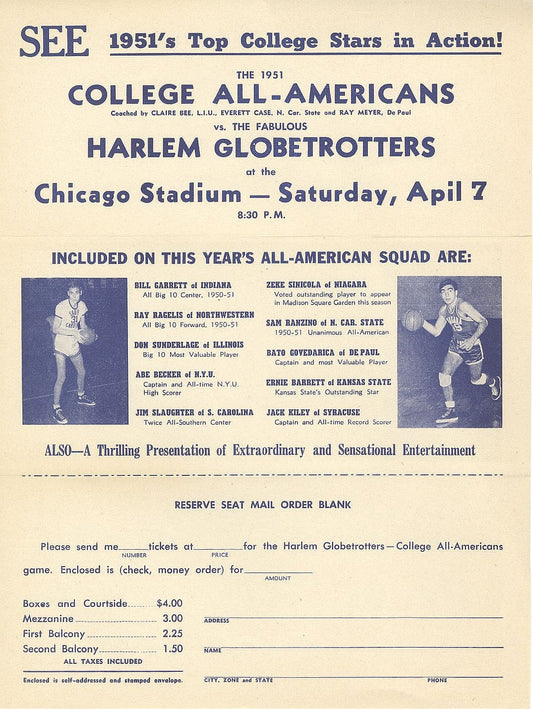 SEE 1951's Top College Stars in Action!
THE 1951
COLLEGE ALL-AMERICANS
Coached by CLAIRE BEE, L.I.U., EVERETT CASE, N. Car. State and RAY MEYER, De Paul
vs. THE FABULOUS
HARLEM GLOBETROTTERS
at the
Chicago Stadium — Saturday, Apil 7
8:30 P.M.
INCLUDED ON THIS YEAR'S ALL-AMERICAN SQUAD ARE:
BILL GARRETT of INDIANA
All Big 10 Center, 1950-51
RAY RAGELIS of NORTHWESTERN
All Big 10 Forward, 1950-51
DON SUNDERLAGE of ILLINOIS
Big 10 Most Valuable Player
ABE BECKER of N.Y.U.
Captain and All-time N.Y.U.
High Scorer
JIM SLAUGHTER of S. CAROLINA
Twice All-Southern Center
ZEKE SINICOLA of NIAGARA
Voted outstanding player to appear
in Madison Square Garden this season
SAM RANZINO of N. CAR. STATE
1950-51 Unanimous All-American
BATO GOVEDARICA of DE PAUL
Captain and most Valuable Player
ERNIE BARRETT of KANSAS STATE
Kansas State's Outstanding Star
JACK KILEY of SYRACUSE
Captain and All-time Record Scorer
ALSO—A Thrilling Presentation of Extraordinary and Sensational Entertainment
RESERVE SEAT MAIL ORDER BLANK
Please send me tickets at for the Harlem Globetrotters—College All-Americans
NUMBER PRICE
game. Enclosed is (check, money order) for
AMOUNT
Boxes and Courtside $4.00
Mezzanine 3.00
First Balcony 2.25
Second Balcony 1.50
ALL TAXES INCLUDED
Enclosed is self-addressed and stamped envelope.
ADDRESS
NAME
CITY, ZONE and STATE PHONE